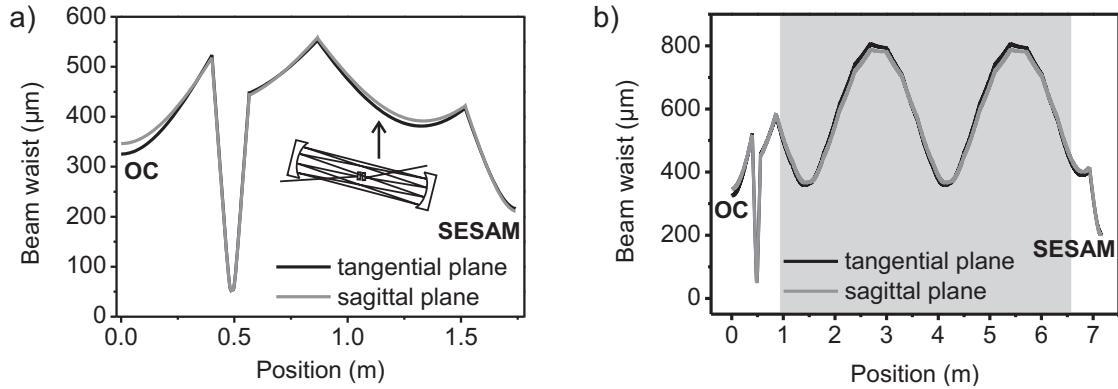 a)
600
500
400
300
200
100
0
Beam waist (µm)
OC
SESAM
tangential plane
sagittal plane
0.0 0.5 1.0 1.5
Position (m)
b)
800
600
400
200
0
Beam waist (µm)
OC
SESAM
tangential plane
sagittal plane
0 1 2 3 4 5 6 7
Position (m)